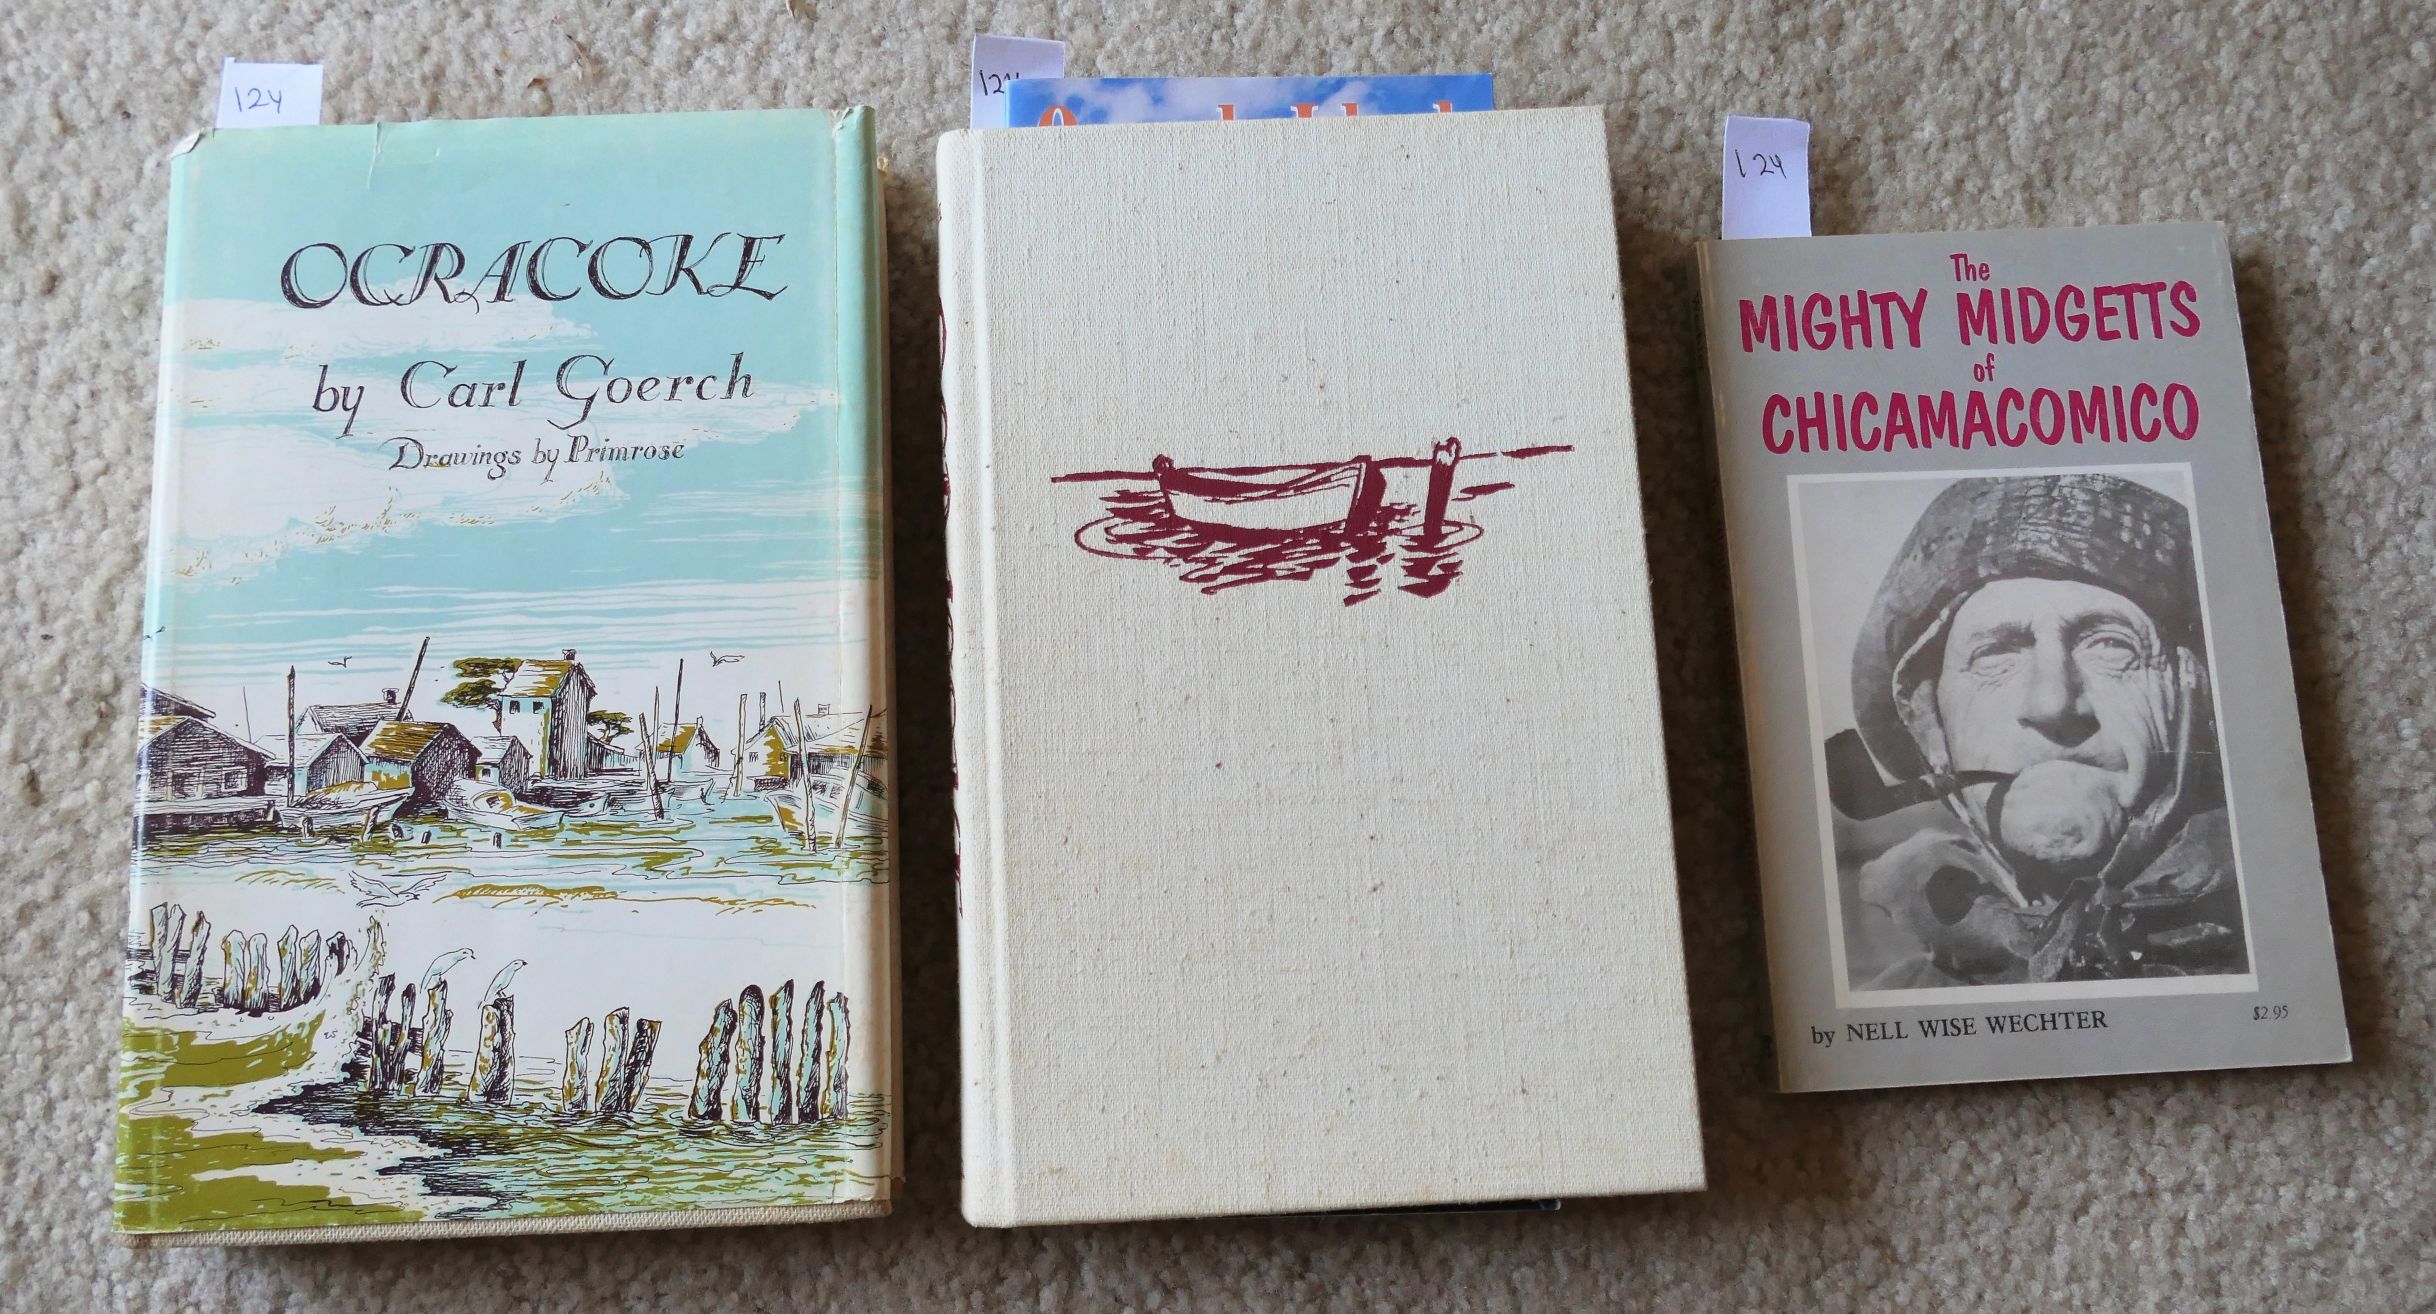 124
OCRACOKE
by Carl Goerch
Drawings by Primrose
124
The
MIGHTY MIDGETTS
of
CHICAMACOMICO
by NELL WISE WECHTER
$2.95